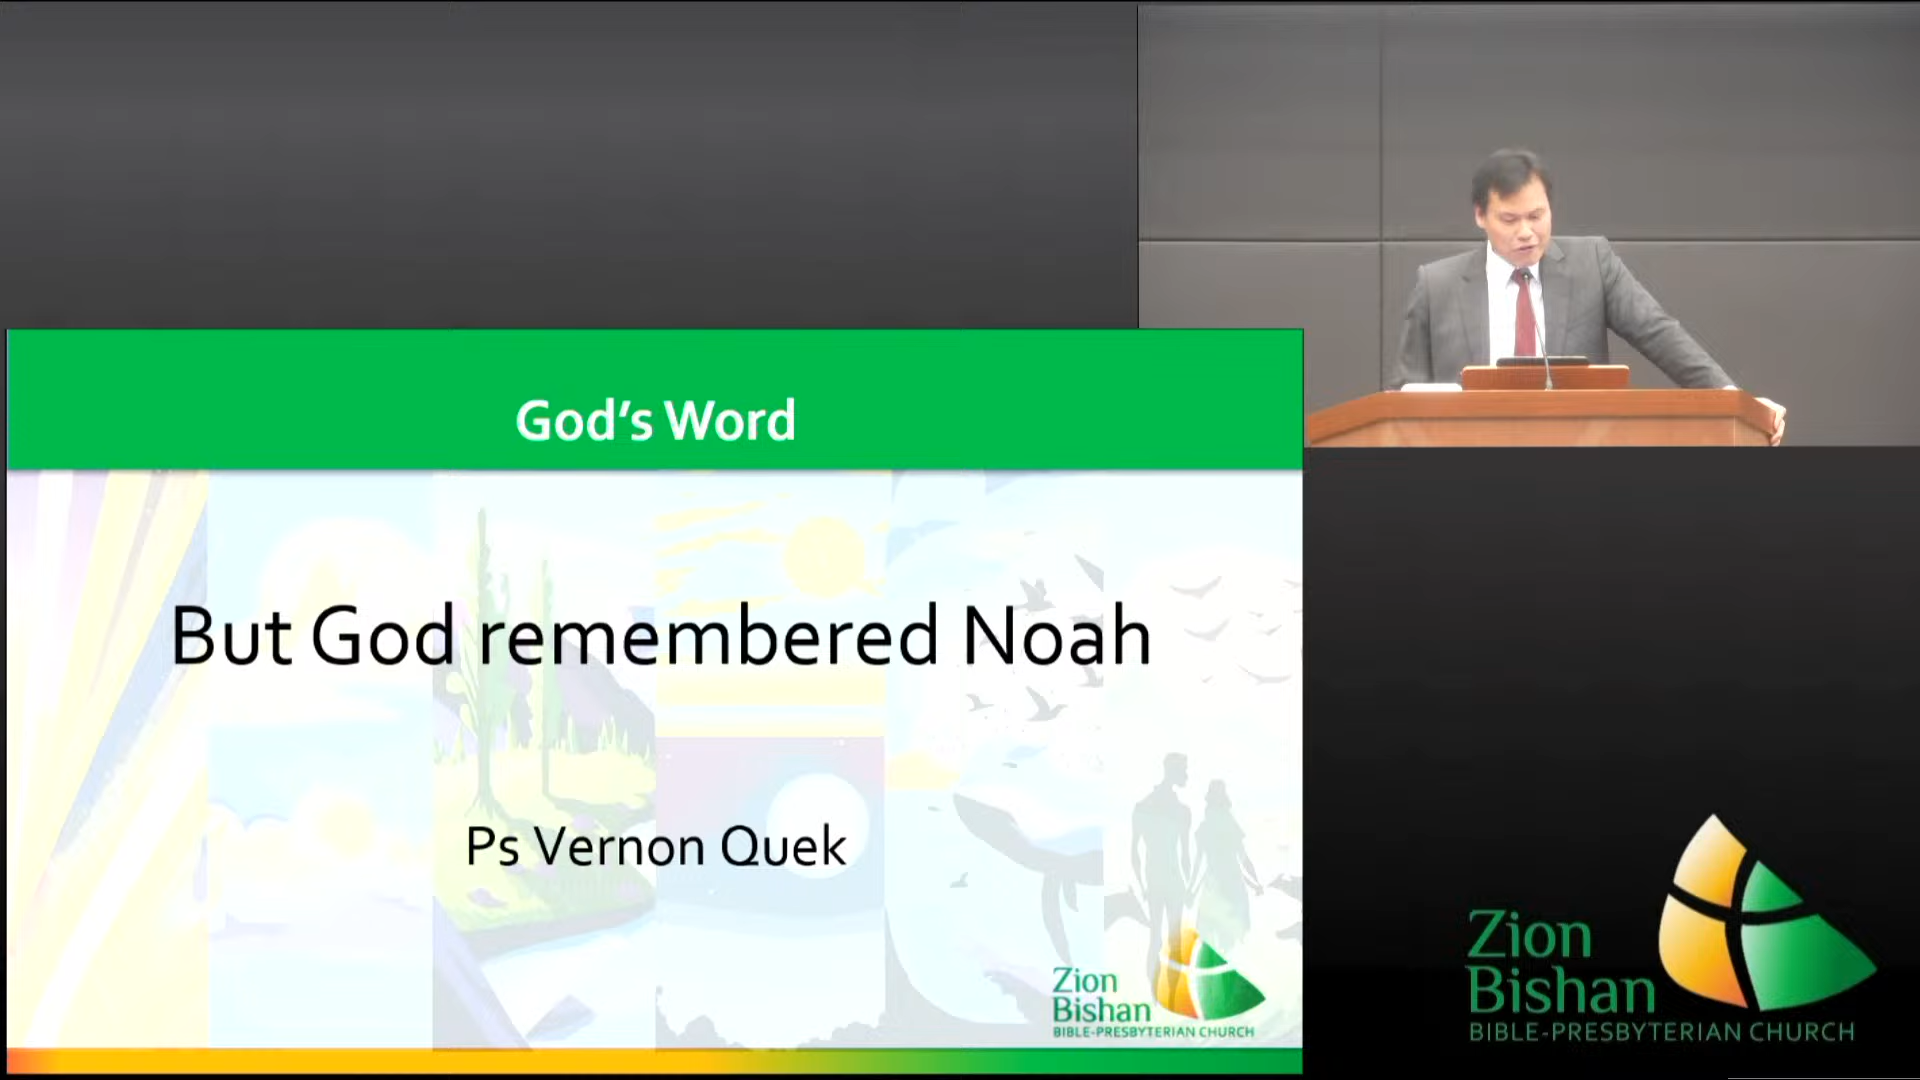 God's Word
But God remembered Noah
Ps Vernon Quek
Zion
Bishan
BIBLE-PRESBYTERIAN CHURCH
Zion
Bishan
BIBLE-PRESBYTERIAN CHURCH